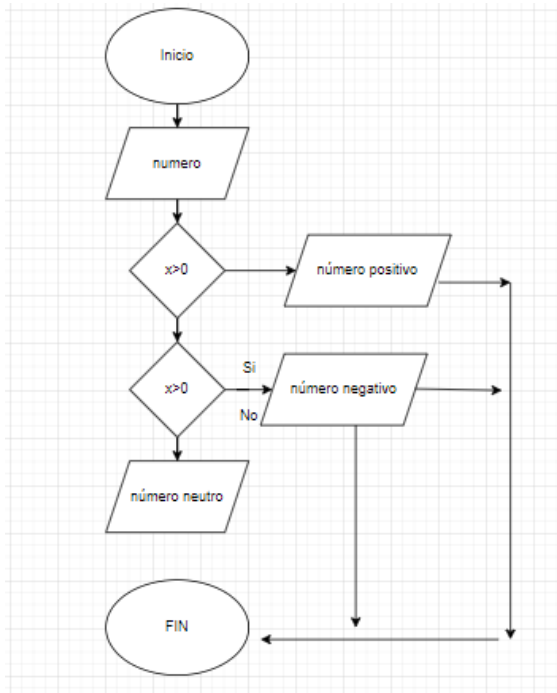 Inicio
numero
x>0
número positivo
x>0
Si
No
número negativo
número neutro
FIN